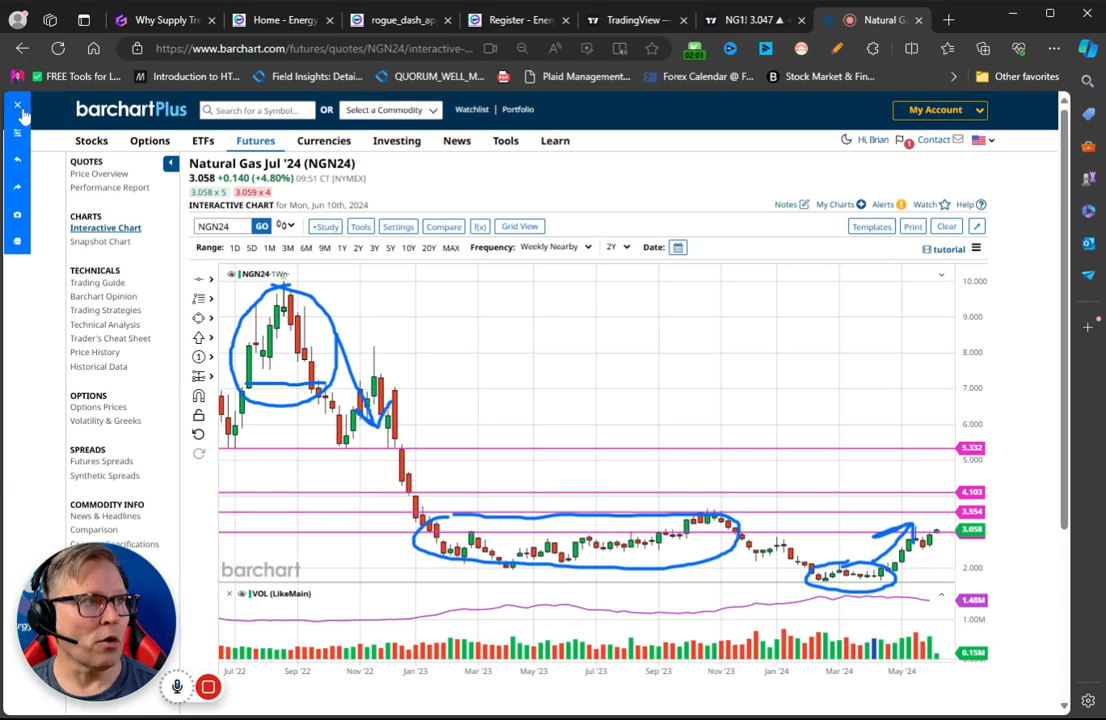 Why Supply Tre
Home - Energy
rogue_dash_ap
Register - Ener
TradingView —
NG1! 3.047 ▲
Natural Ga
https://www.barchart.com/futures/quotes/NGN24/interactive-...
02:01
FREE Tools for L...
Introduction to HT...
Field Insights: Detai...
QUORUM_WELL_M...
Plaid Management...
Forex Calendar @ F...
Stock Market & Fin...
Other favorites
barchartPlus
Search for a Symbol...
OR
Select a Commodity
Watchlist
Portfolio
My Account
Stocks
Options
ETFs
Futures
Currencies
Investing
News
Tools
Learn
Hi, Brian
1
Contact
QUOTES
Price Overview
Performance Report
CHARTS
Interactive Chart
Snapshot Chart
TECHNICALS
Trading Guide
Barchart Opinion
Trading Strategies
Technical Analysis
Trader's Cheat Sheet
Price History
Historical Data
OPTIONS
Options Prices
Volatility & Greeks
SPREADS
Futures Spreads
Synthetic Spreads
COMMODITY INFO
News & Headlines
Comparison
Specifications
Natural Gas Jul '24 (NGN24)
3.058 +0.140 (+4.80%) 09:51 CT [NYMEX]
3.058 x 5 3.059 x 4
INTERACTIVE CHART for Mon, Jun 10th, 2024
Notes
My Charts
Alerts
Watch
Help
NGN24
GO
+Study
Tools
Settings
Compare
f(x)
Grid View
Templates
Print
Clear
Range: 1D 5D 1M 3M 6M 9M 1Y 2Y 3Y 5Y 10Y 20Y MAX
Frequency: Weekly Nearby
2Y
Date:
tutorial
NGN24
10.000
9.000
8.000
7.000
6.000
5.332
5.000
4.103
3.554
3.058
2.000
barchart
VOL (LikeMain)
1.48M
1.00M
0.15M
Jul '22
Sep '22
Nov '22
Jan '23
Mar '23
May '23
Jul '23
Sep '23
Nov '23
Jan '24
Mar '24
May '24